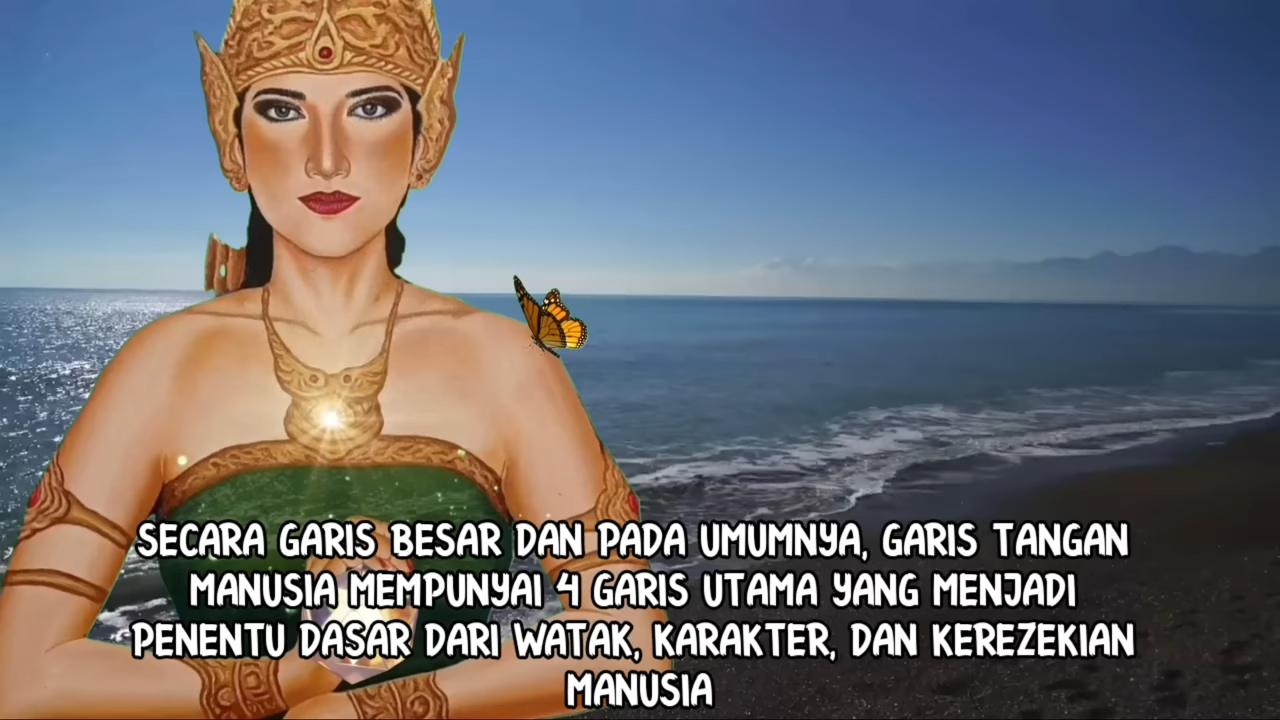 SECARA GARIS BESAR DAN PADA UMUMNYA, GARIS TANGAN
MANUSIA MEMPUNYAI 4 GARIS UTAMA YANG MENJADI
PENENTU DASAR DARI WATAK, KARAKTER, DAN KEREZEKIAN
MANUSIA